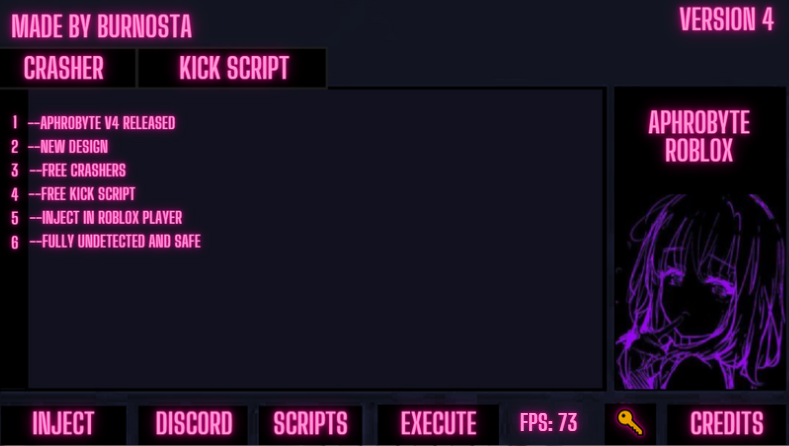 MADE BY BURNOSTA
VERSION 4
CRASHER
KICK SCRIPT
1 --APHROBYTE V4 RELEASED
2 --NEW DESIGN
3 --FREE CRASHERS
4 --FREE KICK SCRIPT
5 --INJECT IN ROBLOX PLAYER
6 --FULLY UNDETECTED AND SAFE
APHROBYTE
ROBLOX
INJECT
DISCORD
SCRIPTS
EXECUTE
FPS: 73
CREDITS